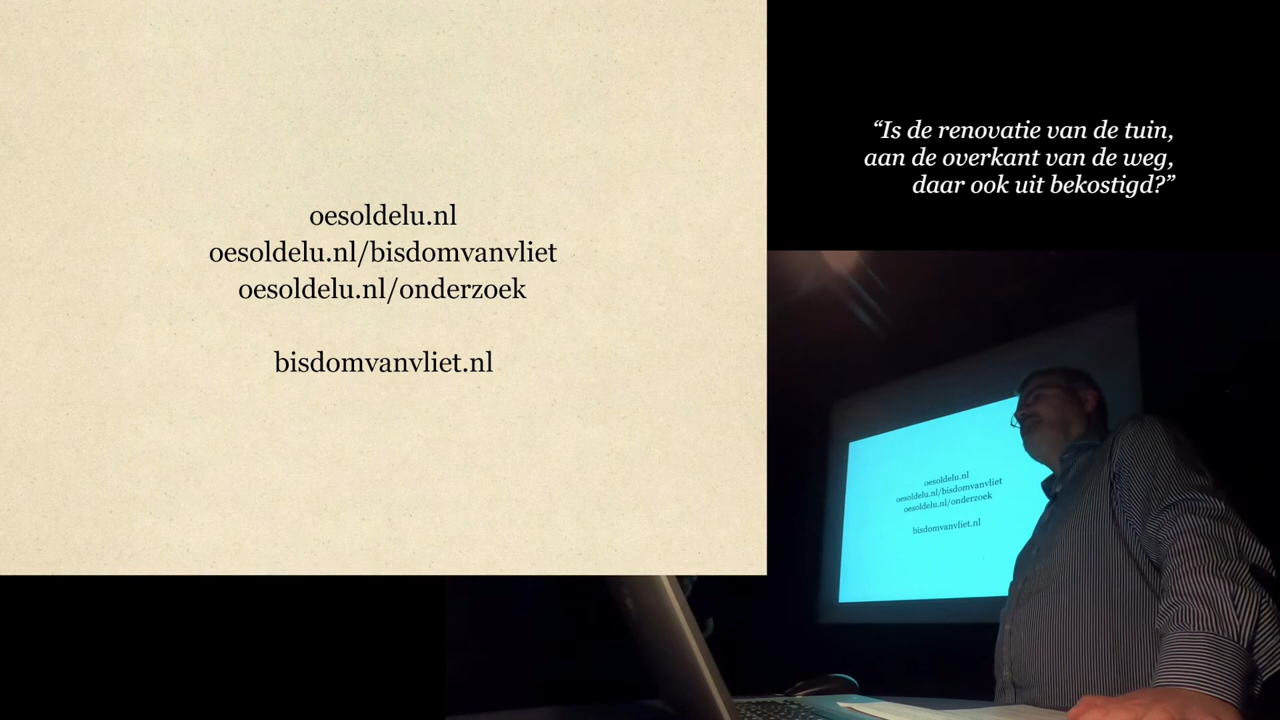 oesoldelu.nl
oesoldelu.nl/bisdomvanvliet
oesoldelu.nl/onderzoek
bisdomvanvliet.nl
“Is de renovatie van de tuin,
aan de overkant van de weg,
daar ook uit bekostigd?”
oesoldelu.nl
oesoldelu.nl/bisdomvanvliet
oesoldelu.nl/onderzoek
bisdomvanvliet.nl